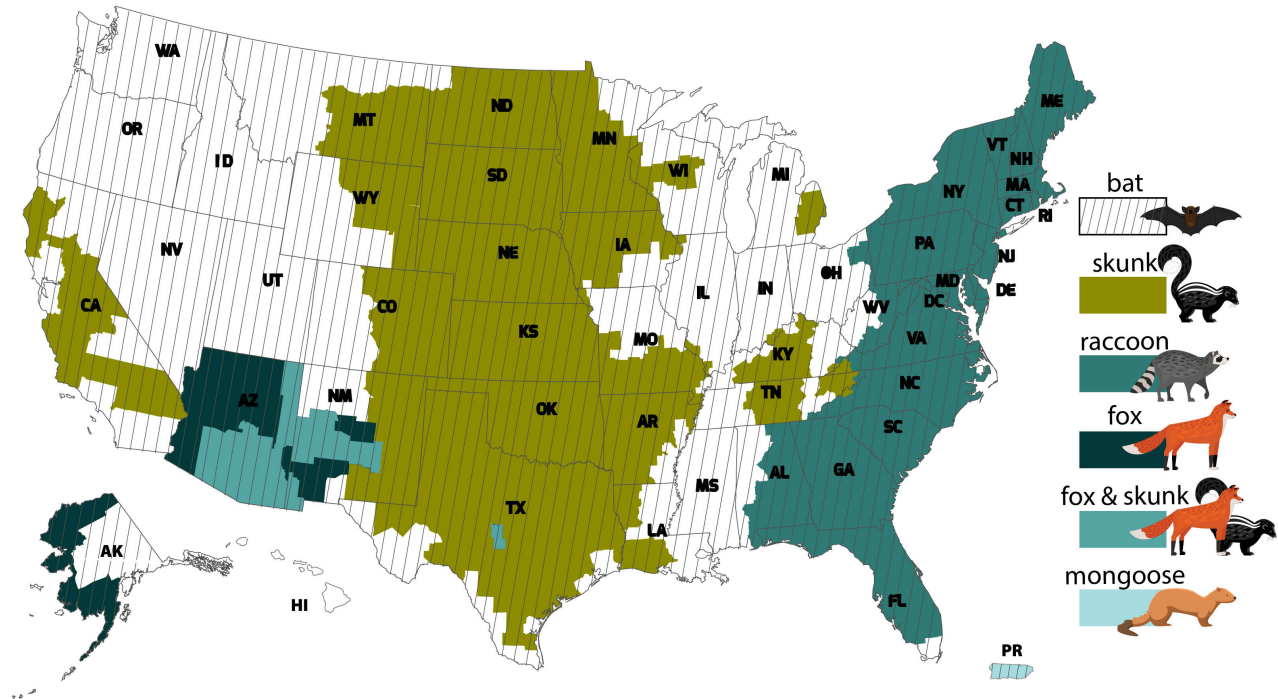 WA
OR
ID
MT
ND
MN
WI
MI
ME
VT
NH
MA
CT
RI
NY
SD
WY
NV
UT
NE
IA
PA
NJ
OH
MD
DE
DC
WV
CA
CO
IL
IN
KS
MO
KY
VA
NC
AZ
NM
OK
AR
TN
SC
TX
MS
AL
GA
LA
FL
AK
HI
PR
bat
skunk
raccoon
fox
fox & skunk
mongoose